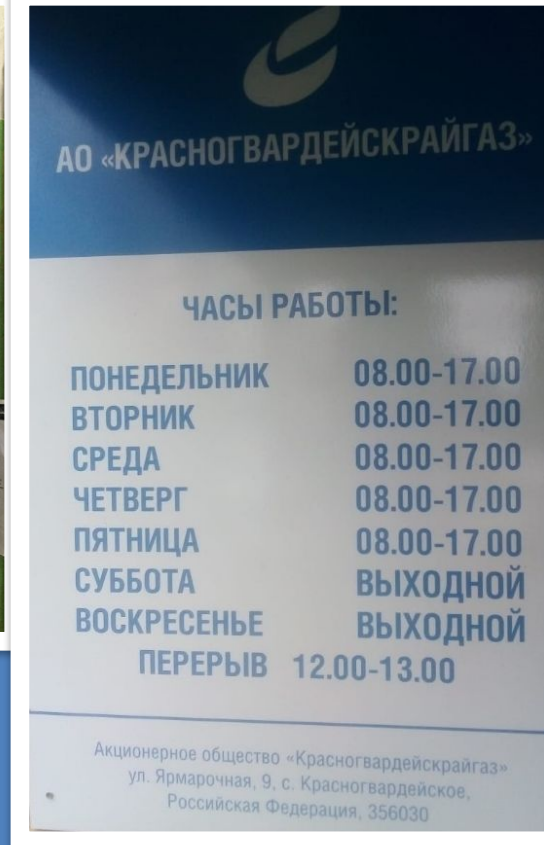 АО «КРАСНОГВАРДЕЙСКРАЙГАЗ»
ЧАСЫ РАБОТЫ:
ПОНЕДЕЛЬНИК 08.00-17.00
ВТОРНИК 08.00-17.00
СРЕДА 08.00-17.00
ЧЕТВЕРГ 08.00-17.00
ПЯТНИЦА 08.00-17.00
СУББОТА ВЫХОДНОЙ
ВОСКРЕСЕНЬЕ ВЫХОДНОЙ
ПЕРЕРЫВ 12.00-13.00
Акционерное общество «Красногвардейскрайгаз»
ул. Ярмарочная, 9, с. Красногвардейское,
Российская Федерация, 356030